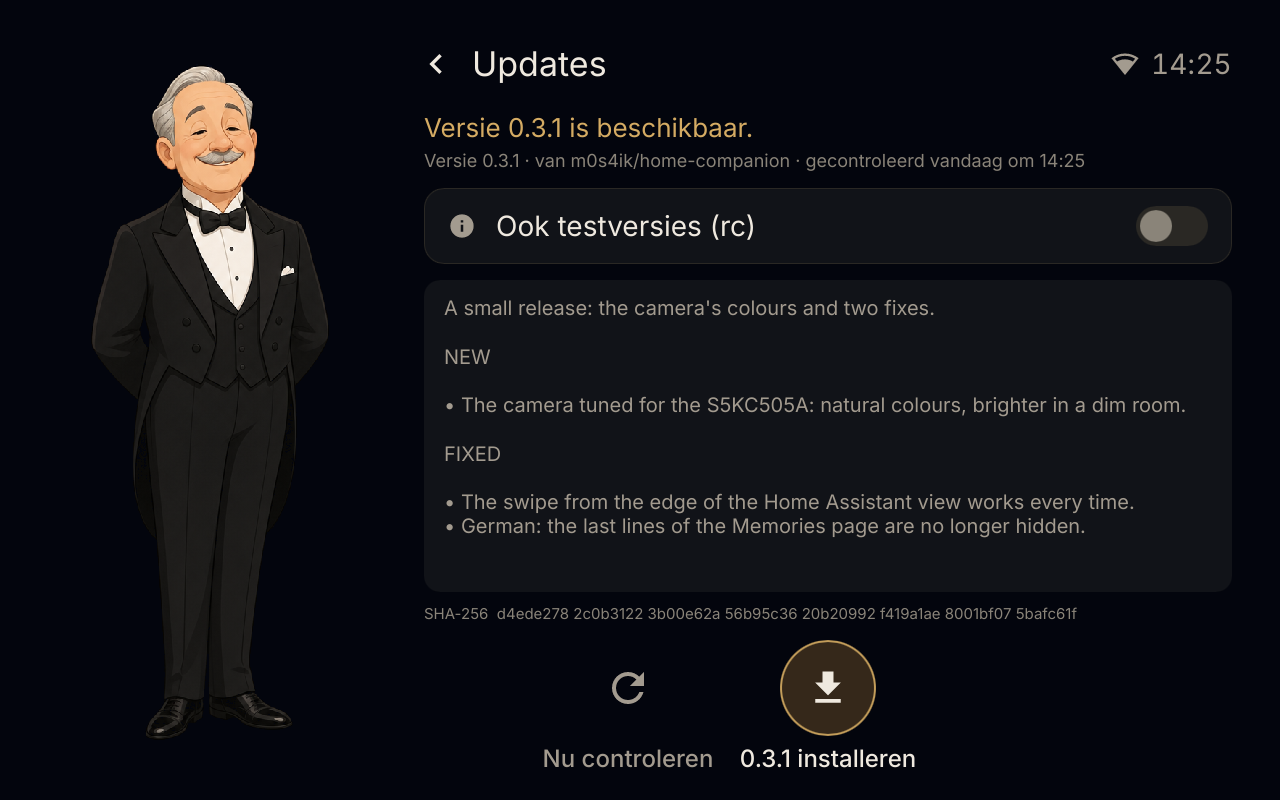 Updates
14:25
Versie 0.3.1 is beschikbaar.
Versie 0.3.1 · van m0s4ik/home-companion · gecontroleerd vandaag om 14:25
Ook testversies (rc)
A small release: the camera's colours and two fixes.
NEW
• The camera tuned for the S5KC505A: natural colours, brighter in a dim room.
FIXED
• The swipe from the edge of the Home Assistant view works every time.
• German: the last lines of the Memories page are no longer hidden.
SHA-256 d4ede278 2c0b3122 3b00e62a 56b95c36 20b20992 f419a1ae 8001bf07 5bafc61f
Nu controleren
0.3.1 installeren